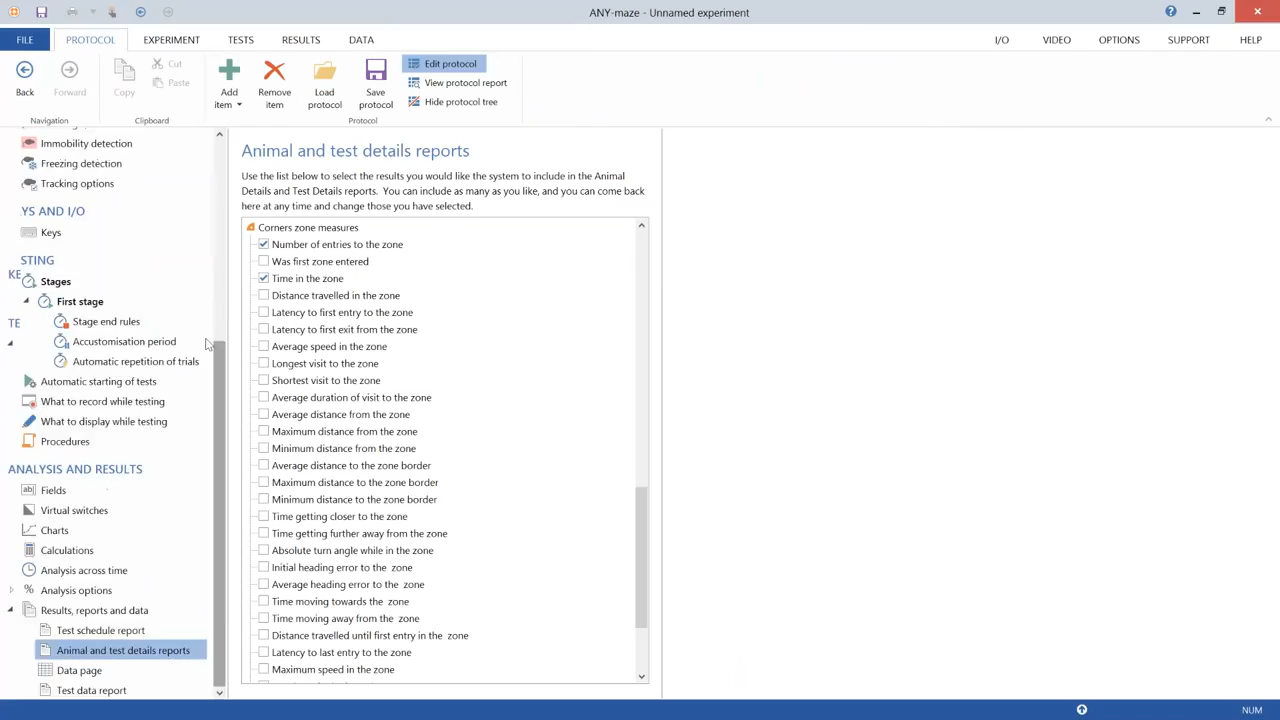 ANY-maze - Unnamed experiment
FILE PROTOCOL EXPERIMENT TESTS RESULTS DATA I/O VIDEO OPTIONS SUPPORT HELP
Back
Forward
Navigation
Copy
Cut
Paste
Clipboard
Add item
Remove item
Load protocol
Save protocol
Edit protocol
View protocol report
Hide protocol tree
Protocol
Immobility detection
Freezing detection
Tracking options
YS AND I/O
Keys
STING
KE
Stages
First stage
TE
Stage end rules
Accustomisation period
Automatic repetition of trials
Automatic starting of tests
What to record while testing
What to display while testing
Procedures
ANALYSIS AND RESULTS
Fields
Virtual switches
Charts
Calculations
Analysis across time
Analysis options
Results, reports and data
Test schedule report
Animal and test details reports
Data page
Test data report
Animal and test details reports
Use the list below to select the results you would like the system to include in the Animal
Details and Test Details reports. You can include as many as you like, and you can come back
here at any time and change those you have selected.
Corners zone measures
Number of entries to the zone
Was first zone entered
Time in the zone
Distance travelled in the zone
Latency to first entry to the zone
Latency to first exit from the zone
Average speed in the zone
Longest visit to the zone
Shortest visit to the zone
Average duration of visit to the zone
Average distance from the zone
Maximum distance from the zone
Minimum distance from the zone
Average distance to the zone border
Maximum distance to the zone border
Minimum distance to the zone border
Time getting closer to the zone
Time getting further away from the zone
Absolute turn angle while in the zone
Initial heading error to the zone
Average heading error to the zone
Time moving towards the zone
Time moving away from the zone
Distance travelled until first entry in the zone
Latency to last entry to the zone
Maximum speed in the zone
NUM